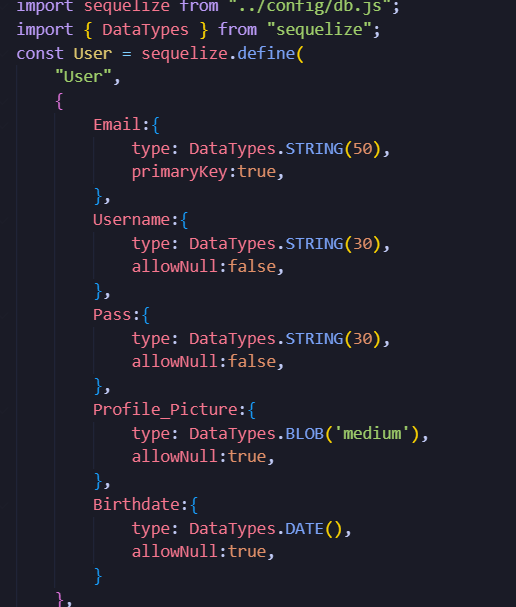 import sequelize from "../config/db.js";
import { DataTypes } from "sequelize";
const User = sequelize.define(
    "User",
    {
        Email:{
            type: DataTypes.STRING(50),
            primaryKey:true,
        },
        Username:{
            type: DataTypes.STRING(30),
            allowNull:false,
        },
        Pass:{
            type: DataTypes.STRING(30),
            allowNull:false,
        },
        Profile_Picture:{
            type: DataTypes.BLOB('medium'),
            allowNull:true,
        },
        Birthdate:{
            type: DataTypes.DATE(),
            allowNull:true,
        }
    },